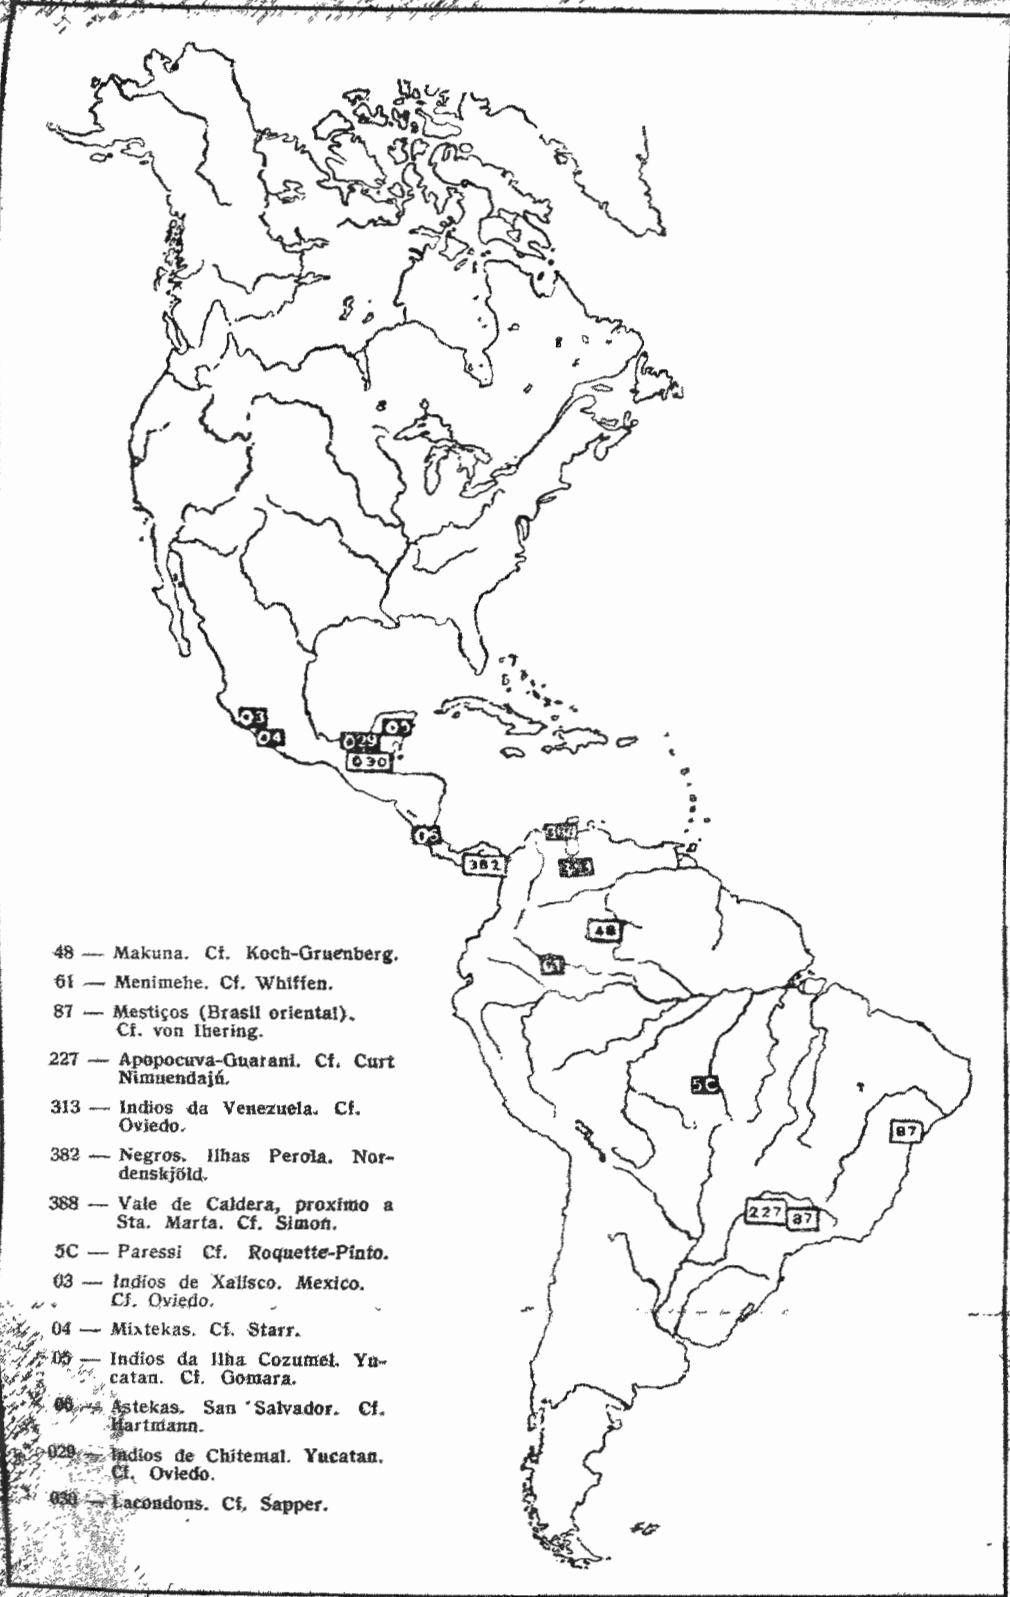 03
04
05
029
030
06
382
48
61
5C
87
227
87
48 — Makuna. Cf. Koch-Gruenberg.
61 — Menimehe. Cf. Whiffen.
87 — Mestiços (Brasil oriental).
Cf. von Ihering.
227 — Apopocuva-Guarani. Cf. Curt
Nimuendajú.
313 — Indios da Venezuela. Cf.
Oviedo.
382 — Negros. Ilhas Perola. Nor-
denskjöld.
388 — Vale de Caldera, proximo a
Sta. Marta. Cf. Simon.
5C — Paressi Cf. Roquette-Pinto.
03 — Indios de Xalisco. Mexico.
Cf. Oviedo.
04 — Mixtekas. Cf. Starr.
05 — Indios da Ilha Cozumel. Yu-
catan. Cf. Gomara.
06 — Astekas. San Salvador. Cf.
Hartmann.
029 — Indios de Chitemal. Yucatan.
Cf. Oviedo.
030 — Lacondons. Cf. Sapper.